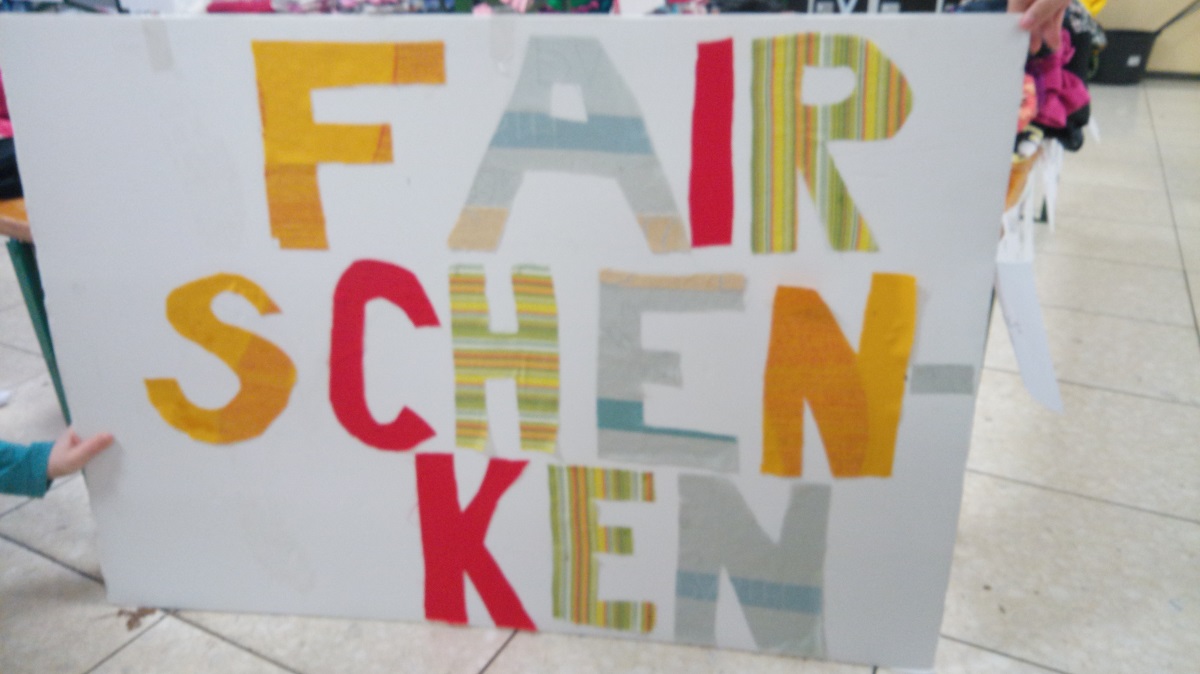 FAIR
SCHEN-
KEN